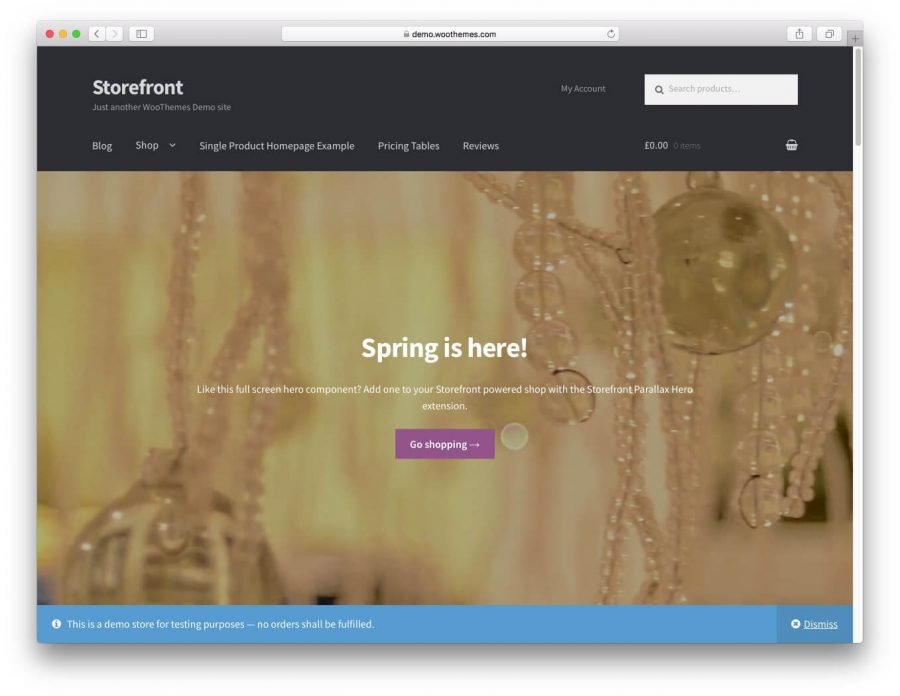 demo.woothemes.com
Storefront
Just another WooThemes Demo site
My Account
Search products...
Blog
Shop
Single Product Homepage Example
Pricing Tables
Reviews
£0.00 0 items
Spring is here!
Like this full screen hero component? Add one to your Storefront powered shop with the Storefront Parallax Hero
extension.
Go shopping →
This is a demo store for testing purposes — no orders shall be fulfilled.
Dismiss